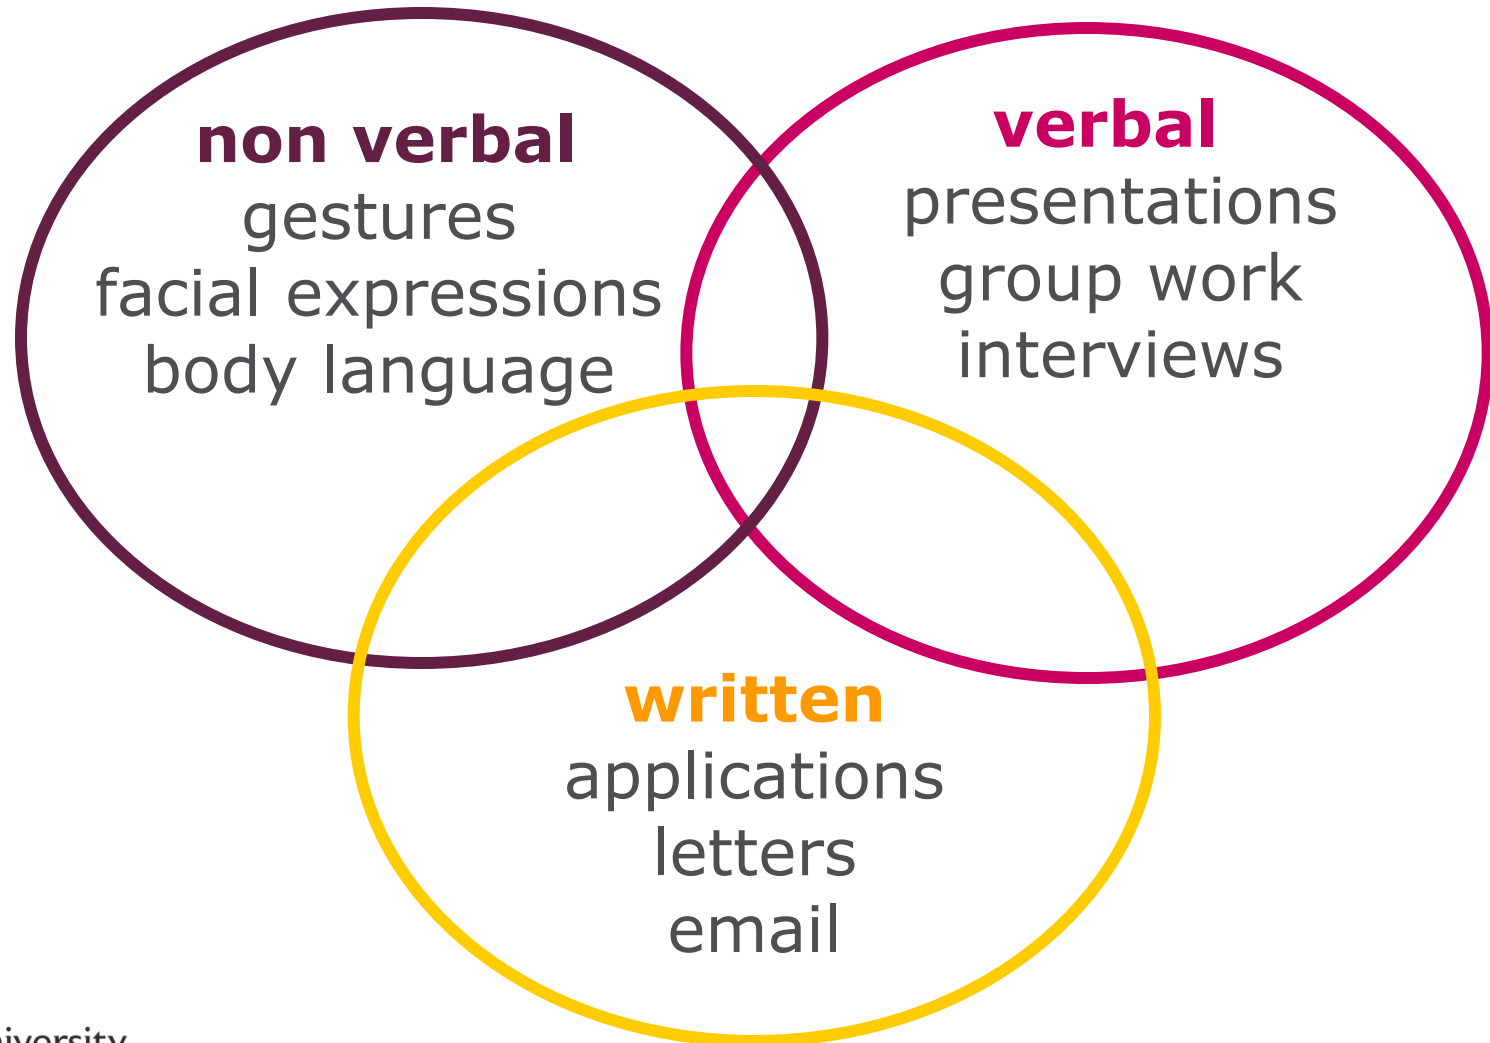 non verbal
gestures
facial expressions
body language
verbal
presentations
group work
interviews
written
applications
letters
email